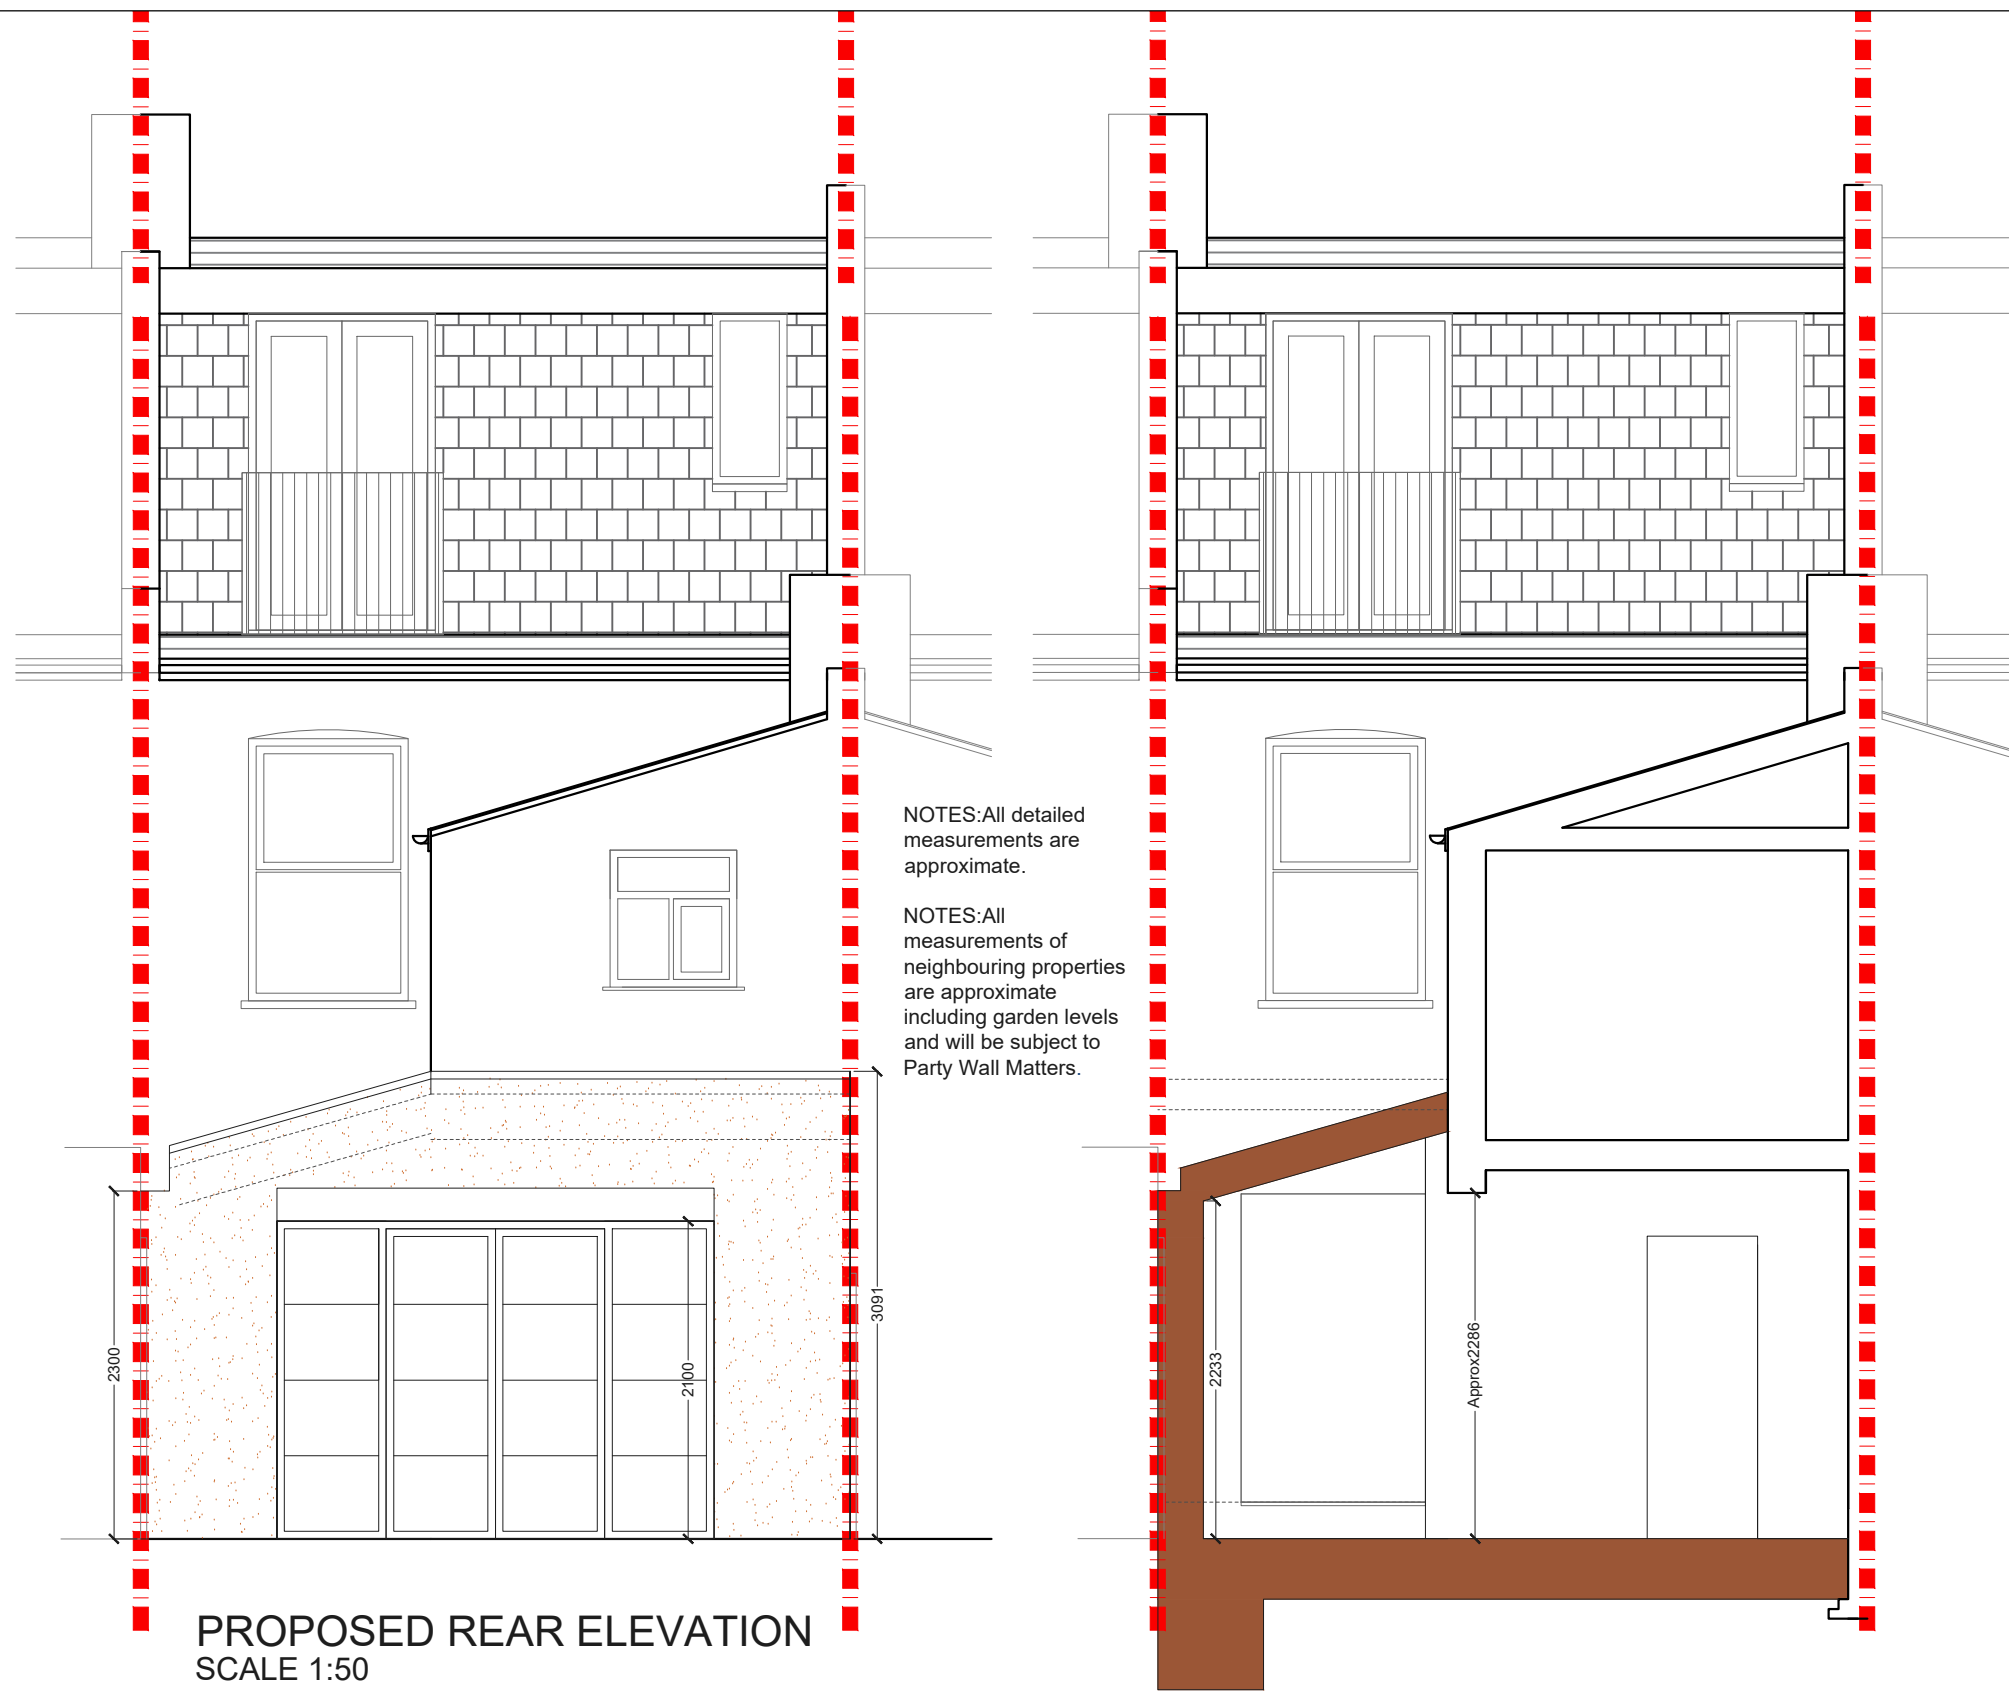 NOTES:All detailed
measurements are
approximate.
NOTES:All
measurements of
neighbouring properties
are approximate
including garden levels
and will be subject to
Party Wall Matters.
2300
2100
3091
2233
Approx2286
PROPOSED REAR ELEVATION
SCALE 1:50